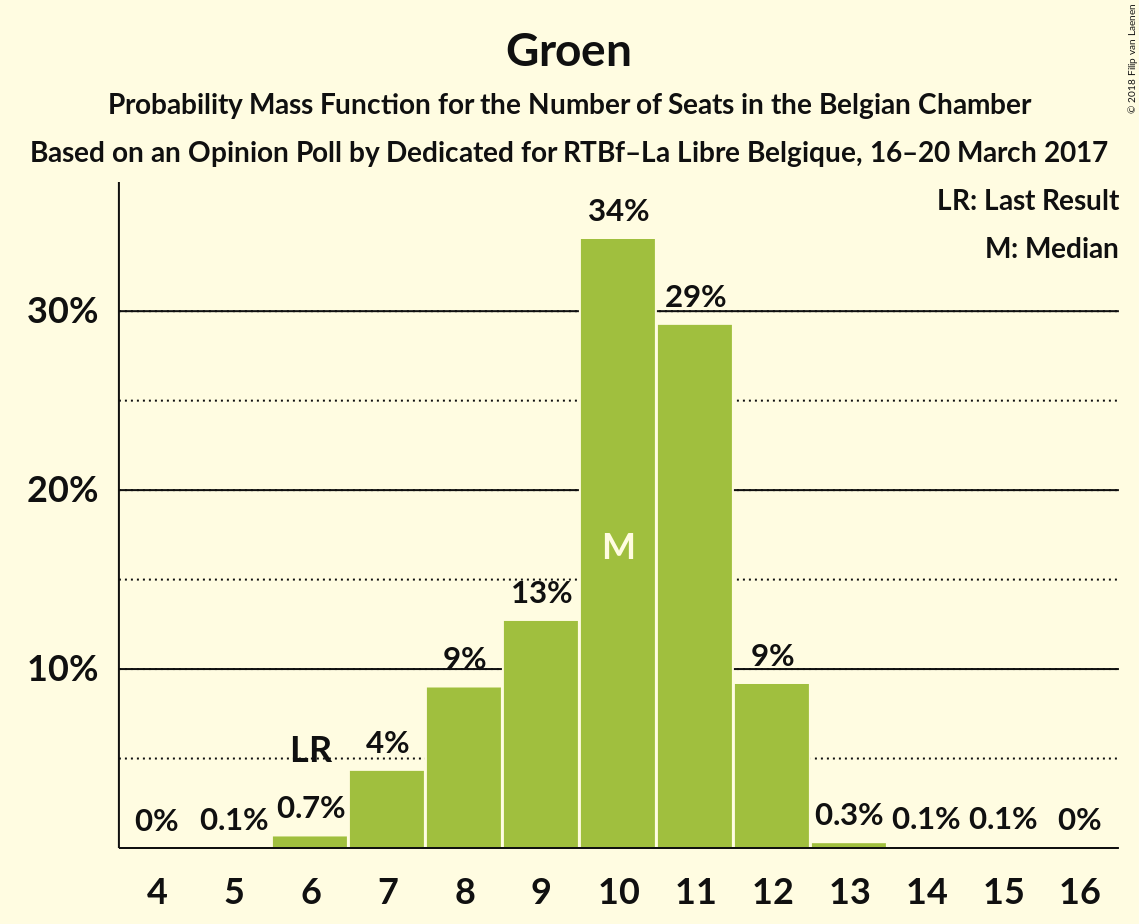 Groen
Probability Mass Function for the Number of Seats in the Belgian Chamber
Based on an Opinion Poll by Dedicated for RTBf–La Libre Belgique, 16–20 March 2017
© 2018 Filip van Laenen
LR: Last Result
M: Median
34%
29%
30%
20%
M
13%
10%
9%
9%
LR
4%
0%
0.1%
0.7%
0.3%
0.1%
0.1%
0%
4 5 6 7 8 9 10 11 12 13 14 15 16